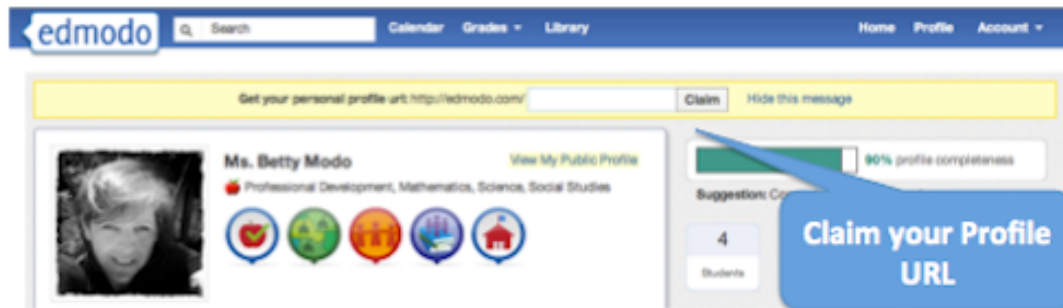 edmodo Search Calendar Grades Library Home Profile Account
Get your personal profile url: http://edmodo.com/ Claim Hide this message
Ms. Betty Modo View My Public Profile
Professional Development, Mathematics, Science, Social Studies
90% profile completeness
Suggestion:
4
Students
Claim your Profile
URL